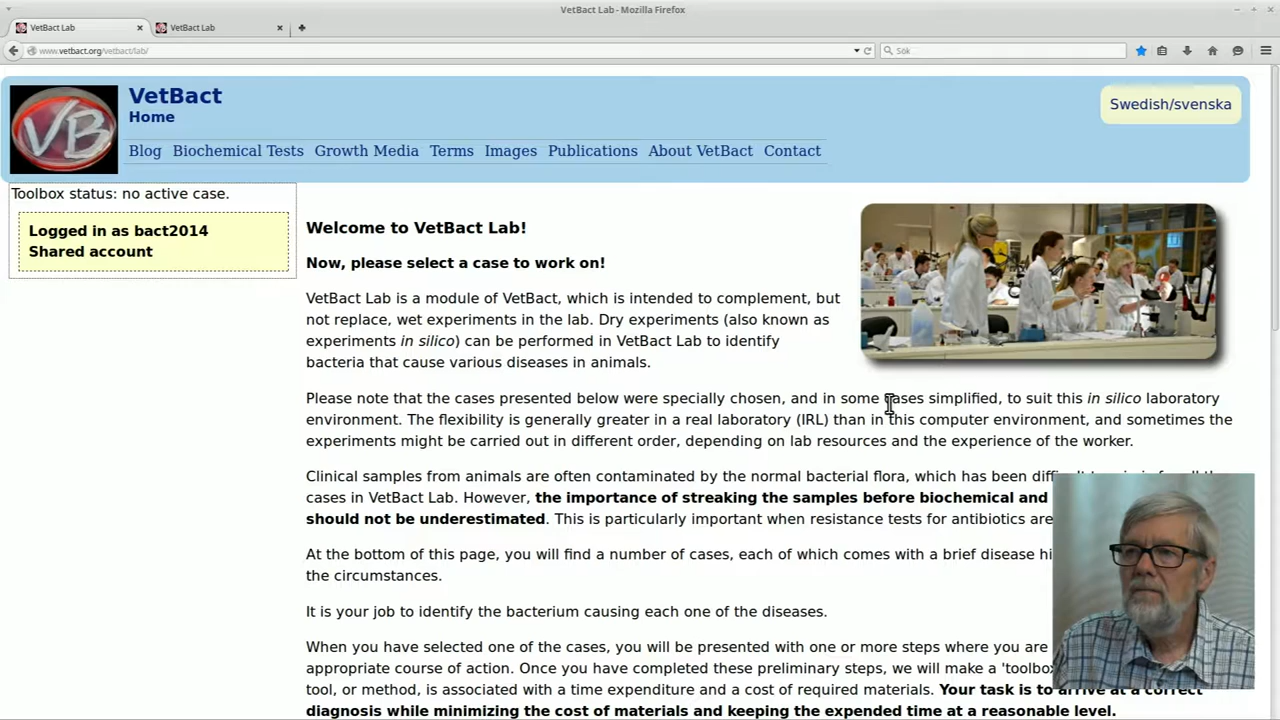 VetBact Lab - Mozilla Firefox
VetBact Lab
VetBact Lab
www.vetbact.org/vetbact/lab/
Sök
VB
VetBact
Home
Swedish/svenska
Blog Biochemical Tests Growth Media Terms Images Publications About VetBact Contact
Toolbox status: no active case.
Logged in as bact2014
Shared account
Welcome to VetBact Lab!
Now, please select a case to work on!
VetBact Lab is a module of VetBact, which is intended to complement, but
not replace, wet experiments in the lab. Dry experiments (also known as
experiments in silico) can be performed in VetBact Lab to identify
bacteria that cause various diseases in animals.
Please note that the cases presented below were specially chosen, and in some cases simplified, to suit this in silico laboratory
environment. The flexibility is generally greater in a real laboratory (IRL) than in this computer environment, and sometimes the
experiments might be carried out in different order, depending on lab resources and the experience of the worker.
Clinical samples from animals are often contaminated by the normal bacterial flora, which has been
cases in VetBact Lab. However, the importance of streaking the samples before biochemical and
should not be underestimated. This is particularly important when resistance tests for antibiotics are
At the bottom of this page, you will find a number of cases, each of which comes with a brief disease
the circumstances.
It is your job to identify the bacterium causing each one of the diseases.
When you have selected one of the cases, you will be presented with one or more steps where you are
appropriate course of action. Once you have completed these preliminary steps, we will make a 'toolbox
tool, or method, is associated with a time expenditure and a cost of required materials. Your task is to arrive at a correct
diagnosis while minimizing the cost of materials and keeping the expended time at a reasonable level.